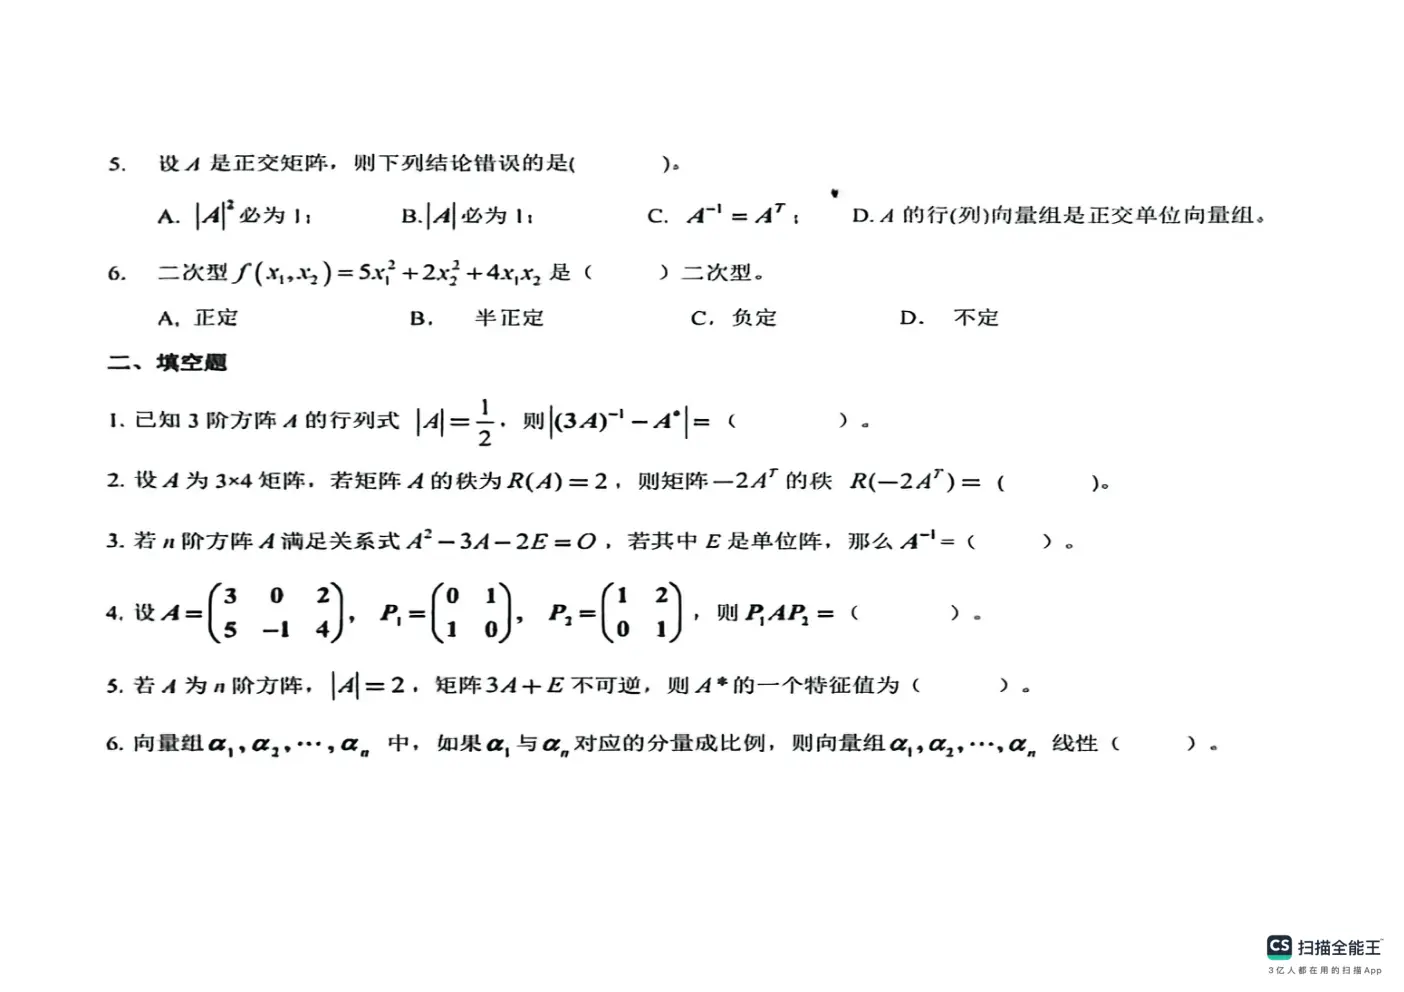 5. 设 A 是正交矩阵，则下列结论错误的是( )。
A. |A|² 必为 1； B. |A| 必为 1； C. A⁻¹ = Aᵀ； D. A 的行(列)向量组是正交单位向量组。
6. 二次型 f(x₁,x₂) = 5x₁² + 2x₂² + 4x₁x₂ 是（ ）二次型。
A, 正定 B. 半正定 C, 负定 D. 不定
二、填空题
1. 已知 3 阶方阵 A 的行列式 |A| = 1/2，则 |(3A)⁻¹ − A*| = （ ）。
2. 设 A 为 3×4 矩阵，若矩阵 A 的秩为 R(A) = 2，则矩阵 −2Aᵀ 的秩 R(−2Aᵀ) = ( )。
3. 若 n 阶方阵 A 满足关系式 A² − 3A − 2E = O，若其中 E 是单位阵，那么 A⁻¹ =（ ）。
4. 设 A = (3 0 2; 5 −1 4), P₁ = (0 1; 1 0), P₂ = (1 2; 0 1)，则 P₁AP₂ = （ ）。
5. 若 A 为 n 阶方阵，|A| = 2，矩阵 3A + E 不可逆，则 A* 的一个特征值为（ ）。
6. 向量组 α₁, α₂, ⋯, αₙ 中，如果 α₁ 与 αₙ 对应的分量成比例，则向量组 α₁, α₂, ⋯, αₙ 线性（ ）。
CS 扫描全能王
3亿人都在用的扫描App